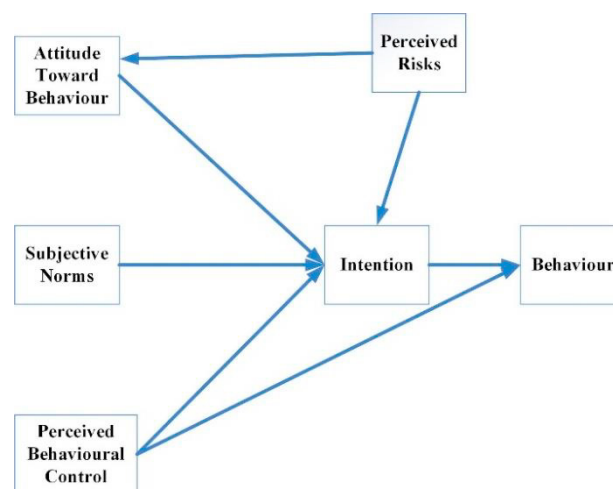 Attitude
Toward
Behaviour
Perceived
Risks
Subjective
Norms
Intention
Behaviour
Perceived
Behavioural
Control